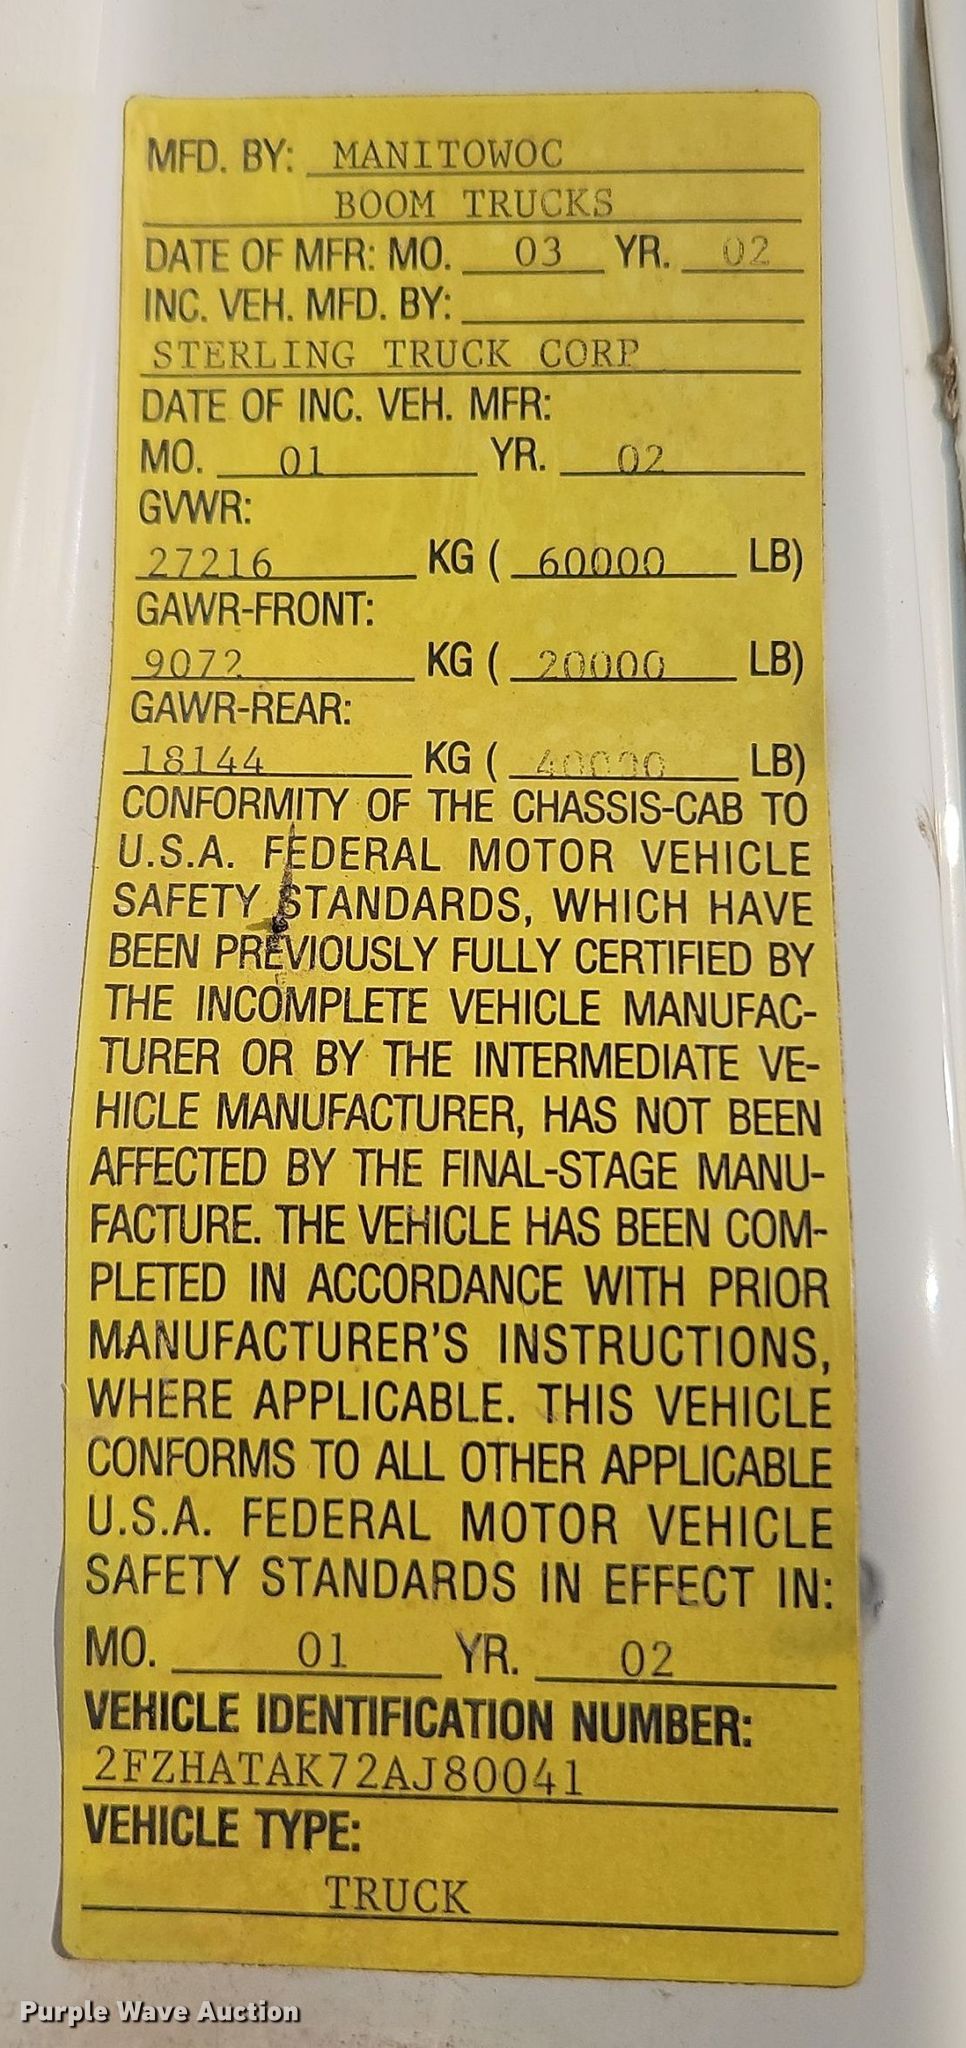 MFD. BY: MANITOWOC
BOOM TRUCKS
DATE OF MFR: MO. 03 YR. 02
INC. VEH. MFD. BY:
STERLING TRUCK CORP
DATE OF INC. VEH. MFR:
MO. 01 YR. 02
GVWR:
27216 KG ( 60000 LB)
GAWR-FRONT:
9072 KG ( 20000 LB)
GAWR-REAR:
18144 KG ( 40000 LB)
CONFORMITY OF THE CHASSIS-CAB TO
U.S.A. FEDERAL MOTOR VEHICLE
SAFETY STANDARDS, WHICH HAVE
BEEN PREVIOUSLY FULLY CERTIFIED BY
THE INCOMPLETE VEHICLE MANUFAC-
TURER OR BY THE INTERMEDIATE VE-
HICLE MANUFACTURER, HAS NOT BEEN
AFFECTED BY THE FINAL-STAGE MANU-
FACTURE. THE VEHICLE HAS BEEN COM-
PLETED IN ACCORDANCE WITH PRIOR
MANUFACTURER'S INSTRUCTIONS,
WHERE APPLICABLE. THIS VEHICLE
CONFORMS TO ALL OTHER APPLICABLE
U.S.A. FEDERAL MOTOR VEHICLE
SAFETY STANDARDS IN EFFECT IN:
MO. 01 YR. 02
VEHICLE IDENTIFICATION NUMBER:
2FZHATAK72AJ80041
VEHICLE TYPE:
TRUCK
Purple Wave Auction